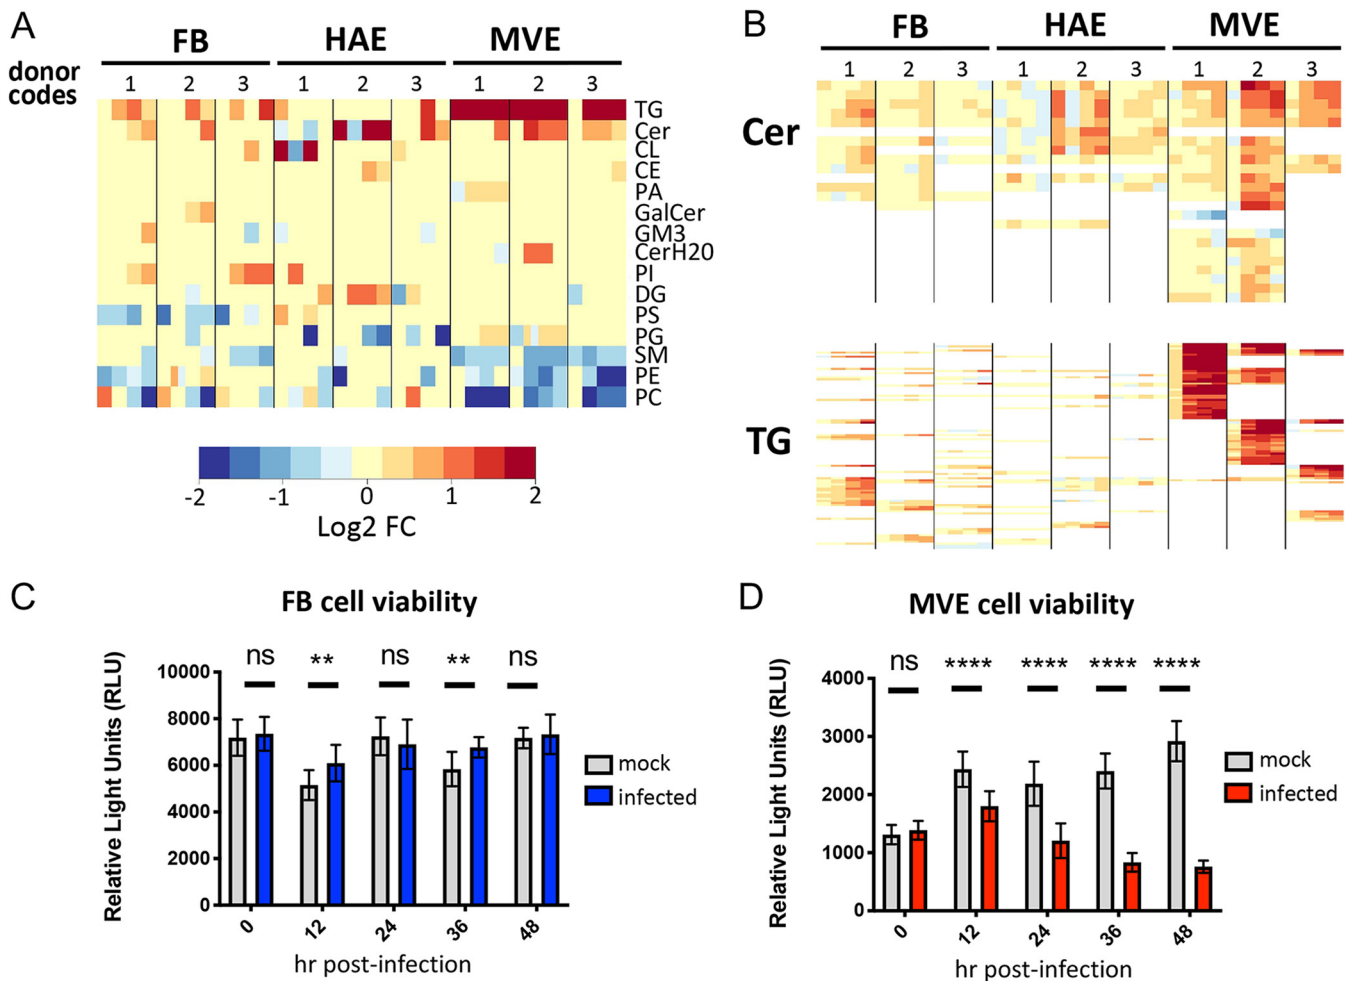 A
FB HAE MVE
donor codes 1 2 3 1 2 3 1 2 3
TG
Cer
CL
CE
PA
GalCer
GM3
CerH20
PI
DG
PS
PG
SM
PE
PC
-2 -1 0 1 2
Log2 FC
B
FB HAE MVE
1 2 3 1 2 3 1 2 3
Cer
TG
C
FB cell viability
Relative Light Units (RLU)
10000
8000
6000
4000
2000
0
ns ** ns ** ns
0 12 24 36 48
hr post-infection
mock
infected
D
MVE cell viability
Relative Light Units (RLU)
4000
3000
2000
1000
0
ns **** **** **** ****
0 12 24 36 48
hr post-infection
mock
infected